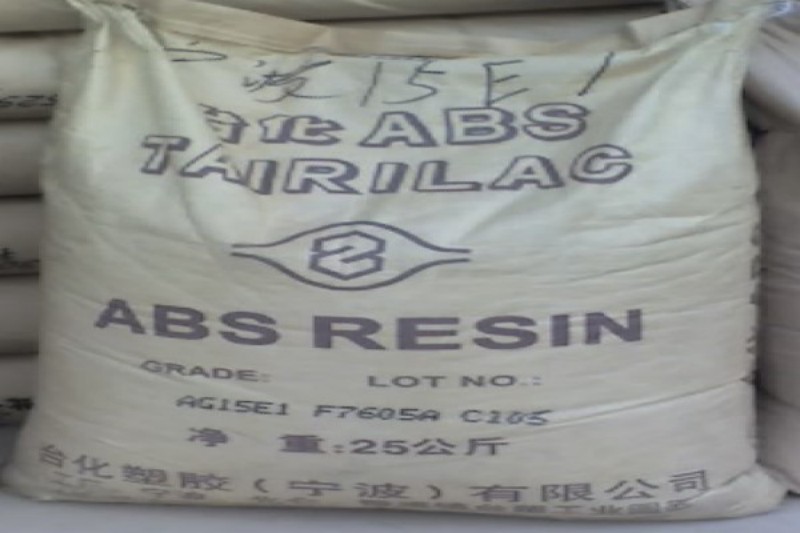 宁波15E1
台化ABS
TAIRILAC
ABS RESIN
GRADE: LOT NO.:
AG15E1 F7605A C105
净 重:25公斤
台化塑胶(宁波)有限公司